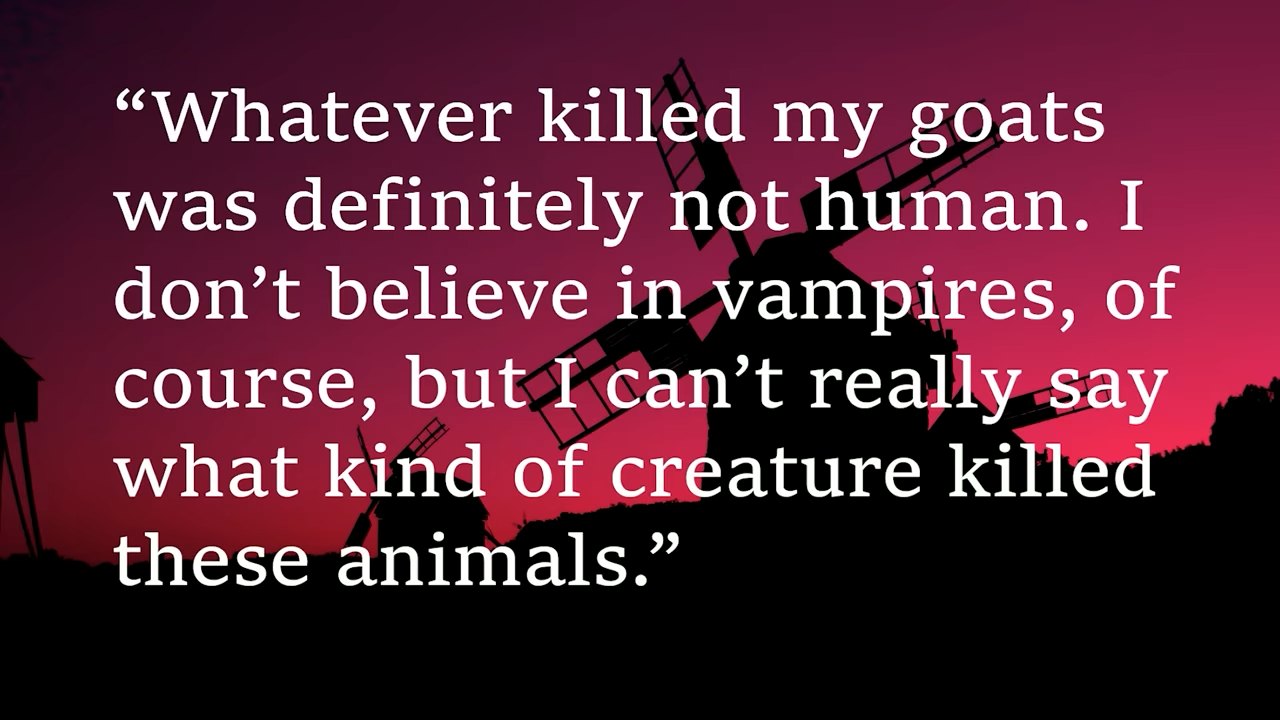 “Whatever killed my goats
was definitely not human. I
don’t believe in vampires, of
course, but I can’t really say
what kind of creature killed
these animals.”